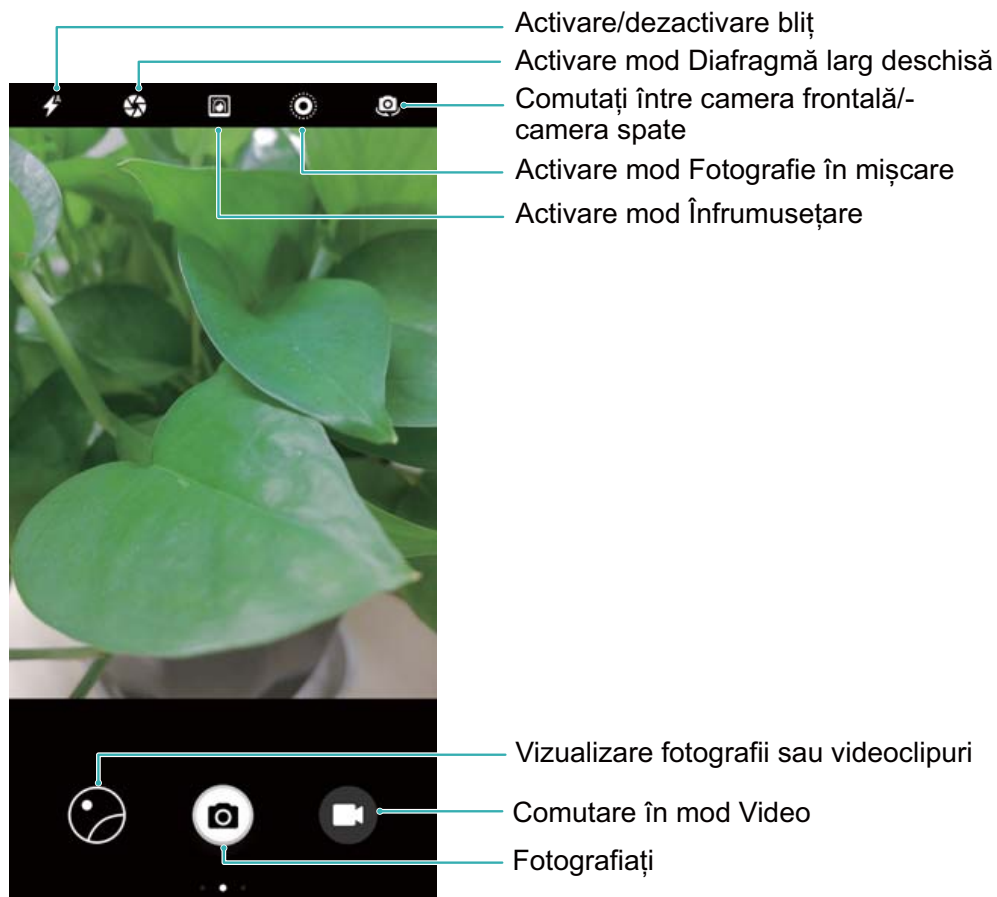 Activare/dezactivare bliț
Activare mod Diafragmă larg deschisă
Comutați între camera frontală/-
camera spate
Activare mod Fotografie în mișcare
Activare mod Înfrumusețare
Vizualizare fotografii sau videoclipuri
Comutare în mod Video
Fotografiați